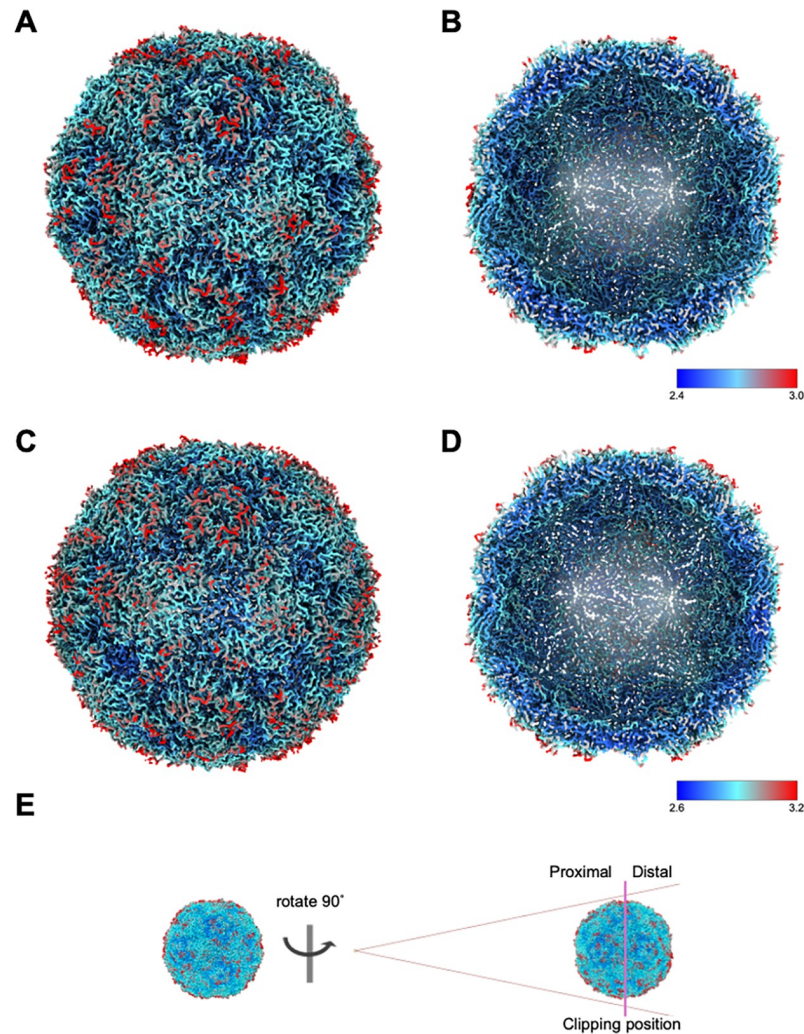 A
B
2.4 3.0
C
D
2.6 3.2
E
Proximal Distal
rotate 90°
Clipping position